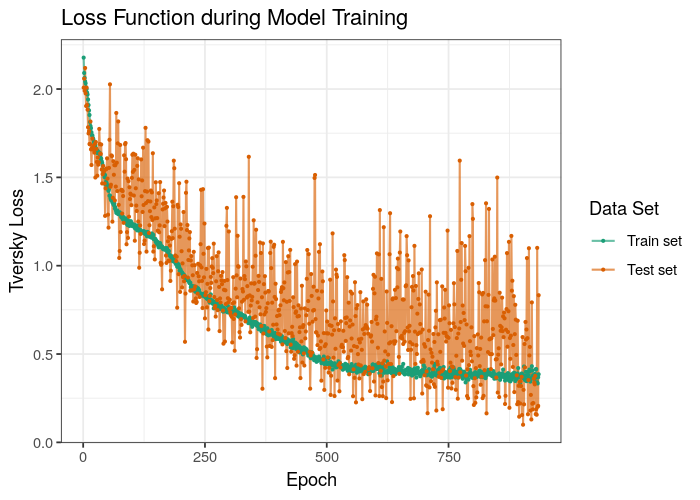 Loss Function during Model Training
2.0
1.5
1.0
0.5
0.0
Tversky Loss
0
250
500
750
Epoch
Data Set
Train set
Test set